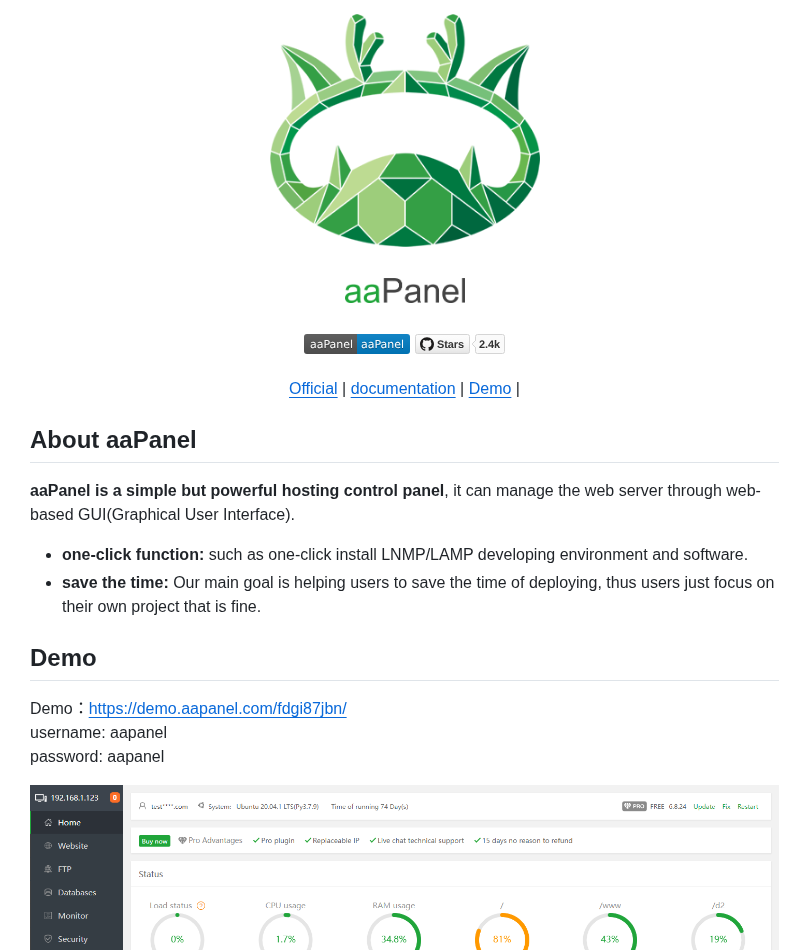 aaPanel
aaPanel aaPanel Stars 2.4k
Official | documentation | Demo |
About aaPanel
aaPanel is a simple but powerful hosting control panel, it can manage the web server through web-
based GUI(Graphical User Interface).
• one-click function: such as one-click install LNMP/LAMP developing environment and software.
• save the time: Our main goal is helping users to save the time of deploying, thus users just focus on
their own project that is fine.
Demo
Demo：https://demo.aapanel.com/fdgi87jbn/
username: aapanel
password: aapanel
192.168.1.123 0
test****.com System: Ubuntu 20.04.1 LTS(Py3.7.9) Time of running 74 Day(s) PRO FREE 6.8.24 Update Fix Restart
Home
Website
FTP
Databases
Monitor
Security
Buy now Pro Advantages Pro plugin Replaceable IP Live chat technical support 15 days no reason to refund
Status
Load status ? CPU usage RAM usage / /www /d2
0% 1.7% 34.8% 81% 43% 19%